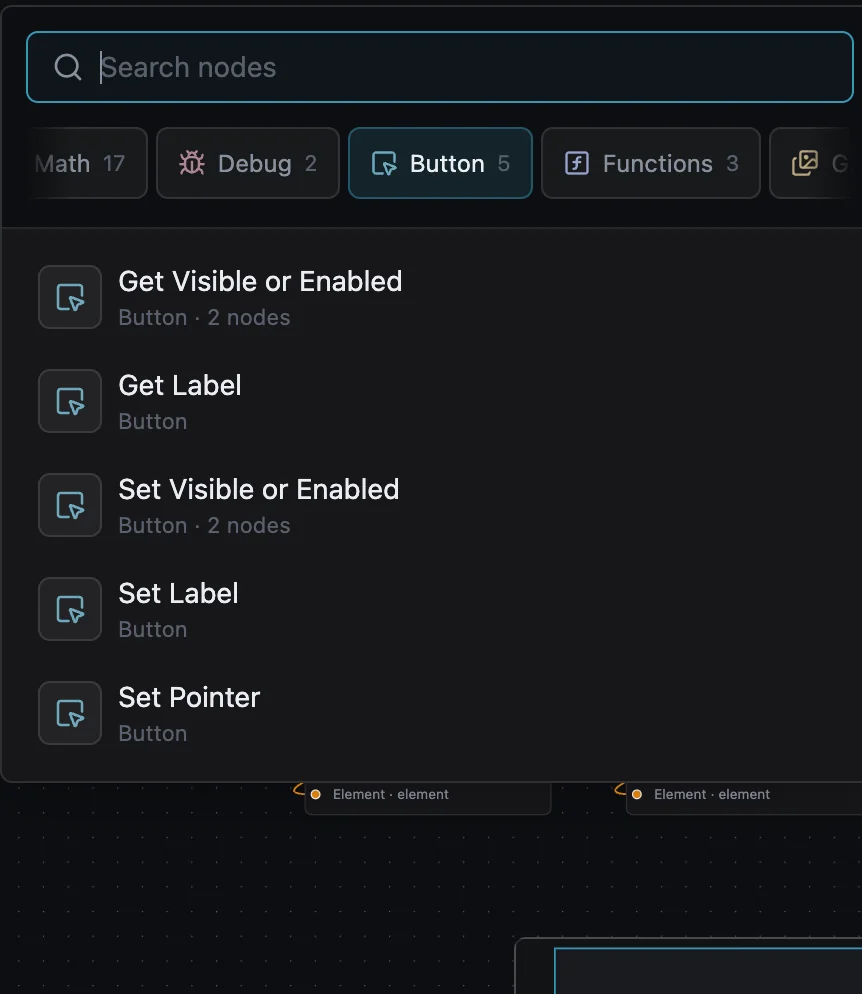 Search nodes
Math 17 Debug 2 Button 5 Functions 3 G
Get Visible or Enabled
Button · 2 nodes
Get Label
Button
Set Visible or Enabled
Button · 2 nodes
Set Label
Button
Set Pointer
Button
Element · element Element · element